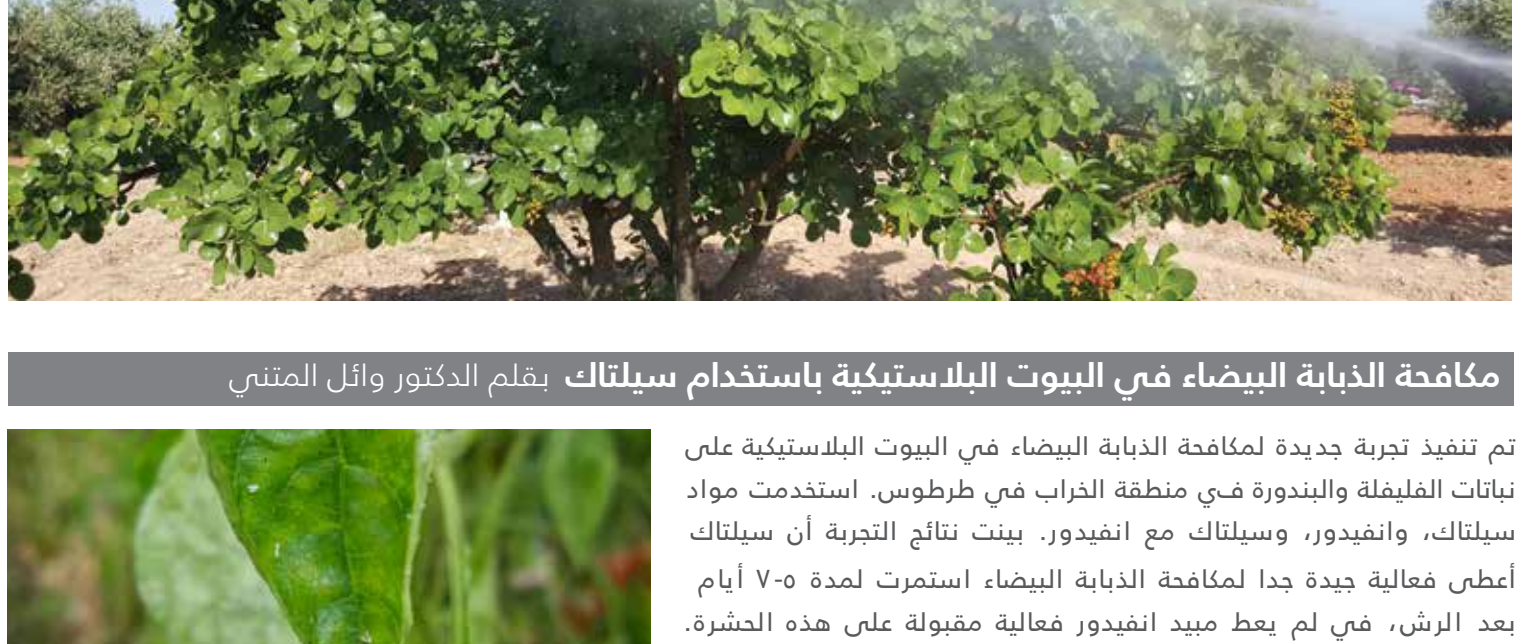 مكافحة الذبابة البيضاء في البيوت البلاستيكية باستخدام سيلتاك بقلم الدكتور وائل المتني
تم تنفيذ تجربة جديدة لمكافحة الذبابة البيضاء في البيوت البلاستيكية على
نباتات الفليفلة والبندورة في منطقة الخراب في طرطوس. استخدمت مواد
سيلتاك، وانفيدور، وسيلتاك مع انفيدور. بينت نتائج التجربة أن سيلتاك
أعطى فعالية جيدة جدا لمكافحة الذبابة البيضاء استمرت لمدة ٥-٧ أيام
بعد الرش، في لم يعط مبيد انفيدور فعالية مقبولة على هذه الحشرة.